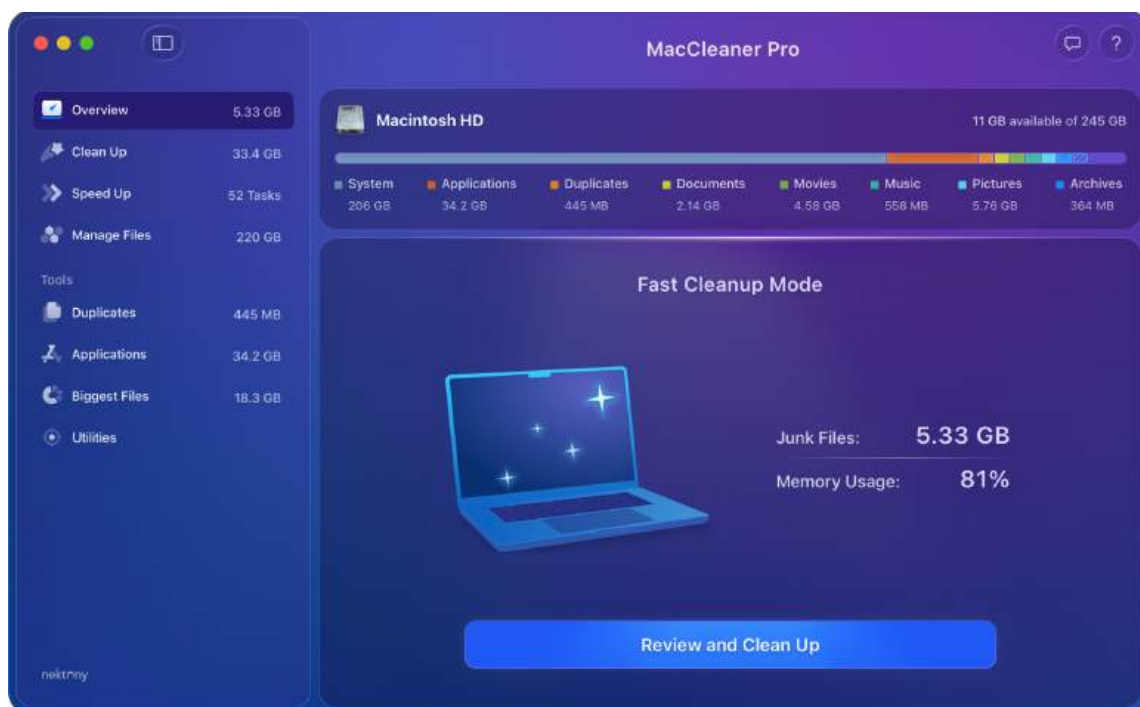 MacCleaner Pro
?
Overview 5.33 GB
Clean Up 33.4 GB
Speed Up 52 Tasks
Manage Files 220 GB
Tools
Duplicates 445 MB
Applications 34.2 GB
Biggest Files 18.3 GB
Utilities
nektony
Macintosh HD 11 GB available of 245 GB
System Applications Duplicates Documents Movies Music Pictures Archives
206 GB 34.2 GB 445 MB 2.14 GB 4.58 GB 558 MB 5.76 GB 364 MB
Fast Cleanup Mode
Junk Files: 5.33 GB
Memory Usage: 81%
Review and Clean Up